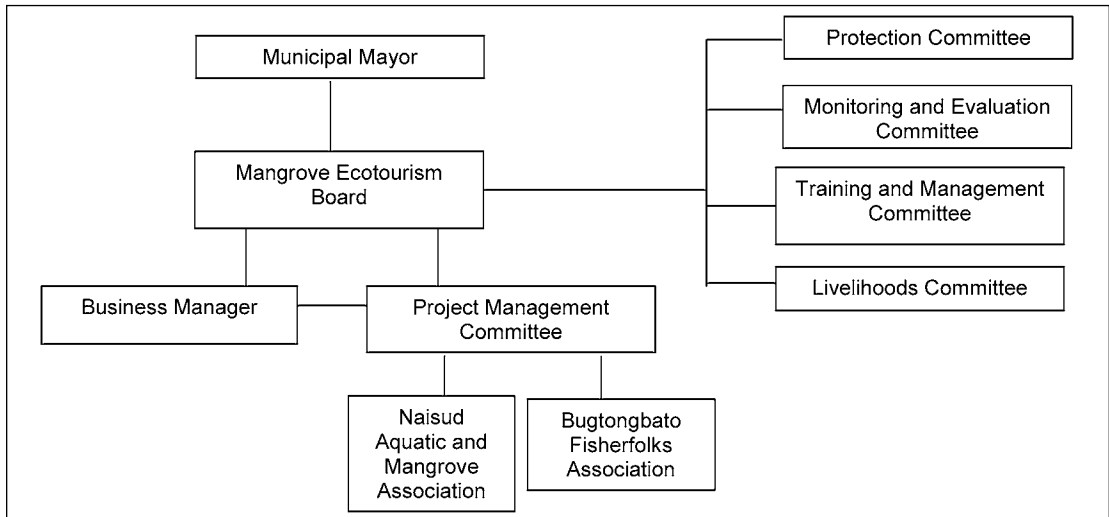 Municipal Mayor
Mangrove Ecotourism
Board
Business Manager
Project Management
Committee
Naisud
Aquatic and
Mangrove
Association
Bugtongbato
Fisherfolks
Association
Protection Committee
Monitoring and Evaluation
Committee
Training and Management
Committee
Livelihoods Committee